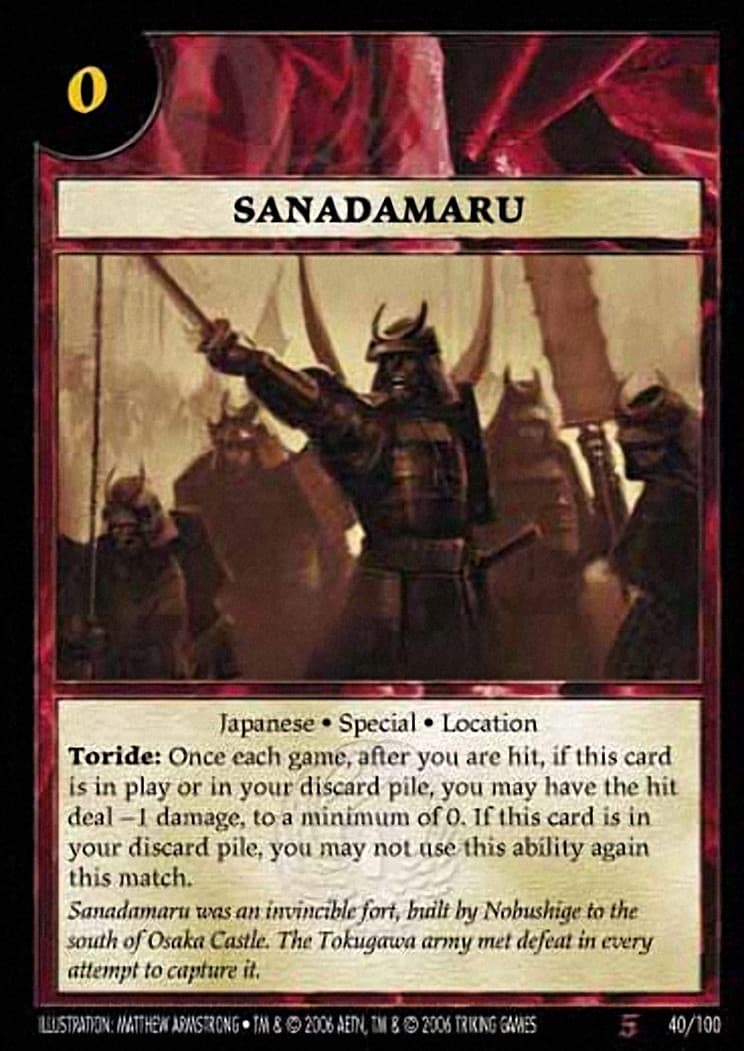 0
SANADAMARU
Japanese • Special • Location
Toride: Once each game, after you are hit, if this card
is in play or in your discard pile, you may have the hit
deal –1 damage, to a minimum of 0. If this card is in
your discard pile, you may not use this ability again
this match.
Sanadamaru was an invincible fort, built by Nobushige to the
south of Osaka Castle. The Tokugawa army met defeat in every
attempt to capture it.
ILLUSTRATION: MATTHEW ARMSTRONG • TM & © 2006 AETN, TM & © 2006 TRIKING GAMES
5 40/100